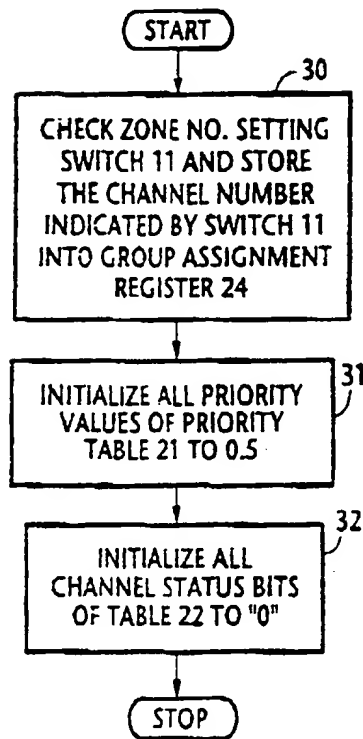 START
30
CHECK ZONE NO. SETTING
SWITCH 11 AND STORE
THE CHANNEL NUMBER
INDICATED BY SWITCH 11
INTO GROUP ASSIGNMENT
REGISTER 24
31
INITIALIZE ALL PRIORITY
VALUES OF PRIORITY
TABLE 21 TO 0.5
32
INITIALIZE ALL
CHANNEL STATUS BITS
OF TABLE 22 TO "0"
STOP